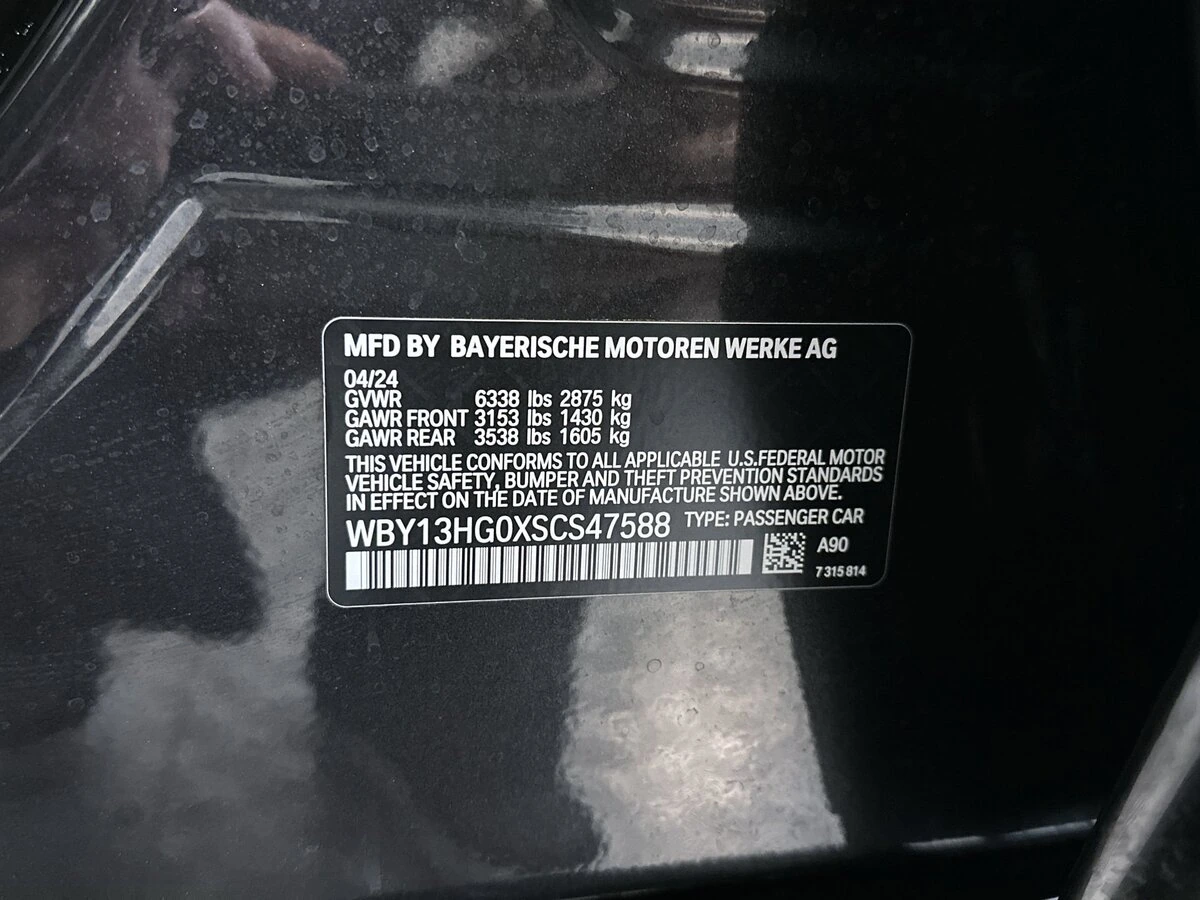 MFD BY BAYERISCHE MOTOREN WERKE AG
04/24
GVWR 6338 lbs 2875 kg
GAWR FRONT 3153 lbs 1430 kg
GAWR REAR 3538 lbs 1605 kg
THIS VEHICLE CONFORMS TO ALL APPLICABLE U.S.FEDERAL MOTOR
VEHICLE SAFETY, BUMPER AND THEFT PREVENTION STANDARDS
IN EFFECT ON THE DATE OF MANUFACTURE SHOWN ABOVE.
WBY13HG0XSCS47588 TYPE: PASSENGER CAR
A90
7 315 814